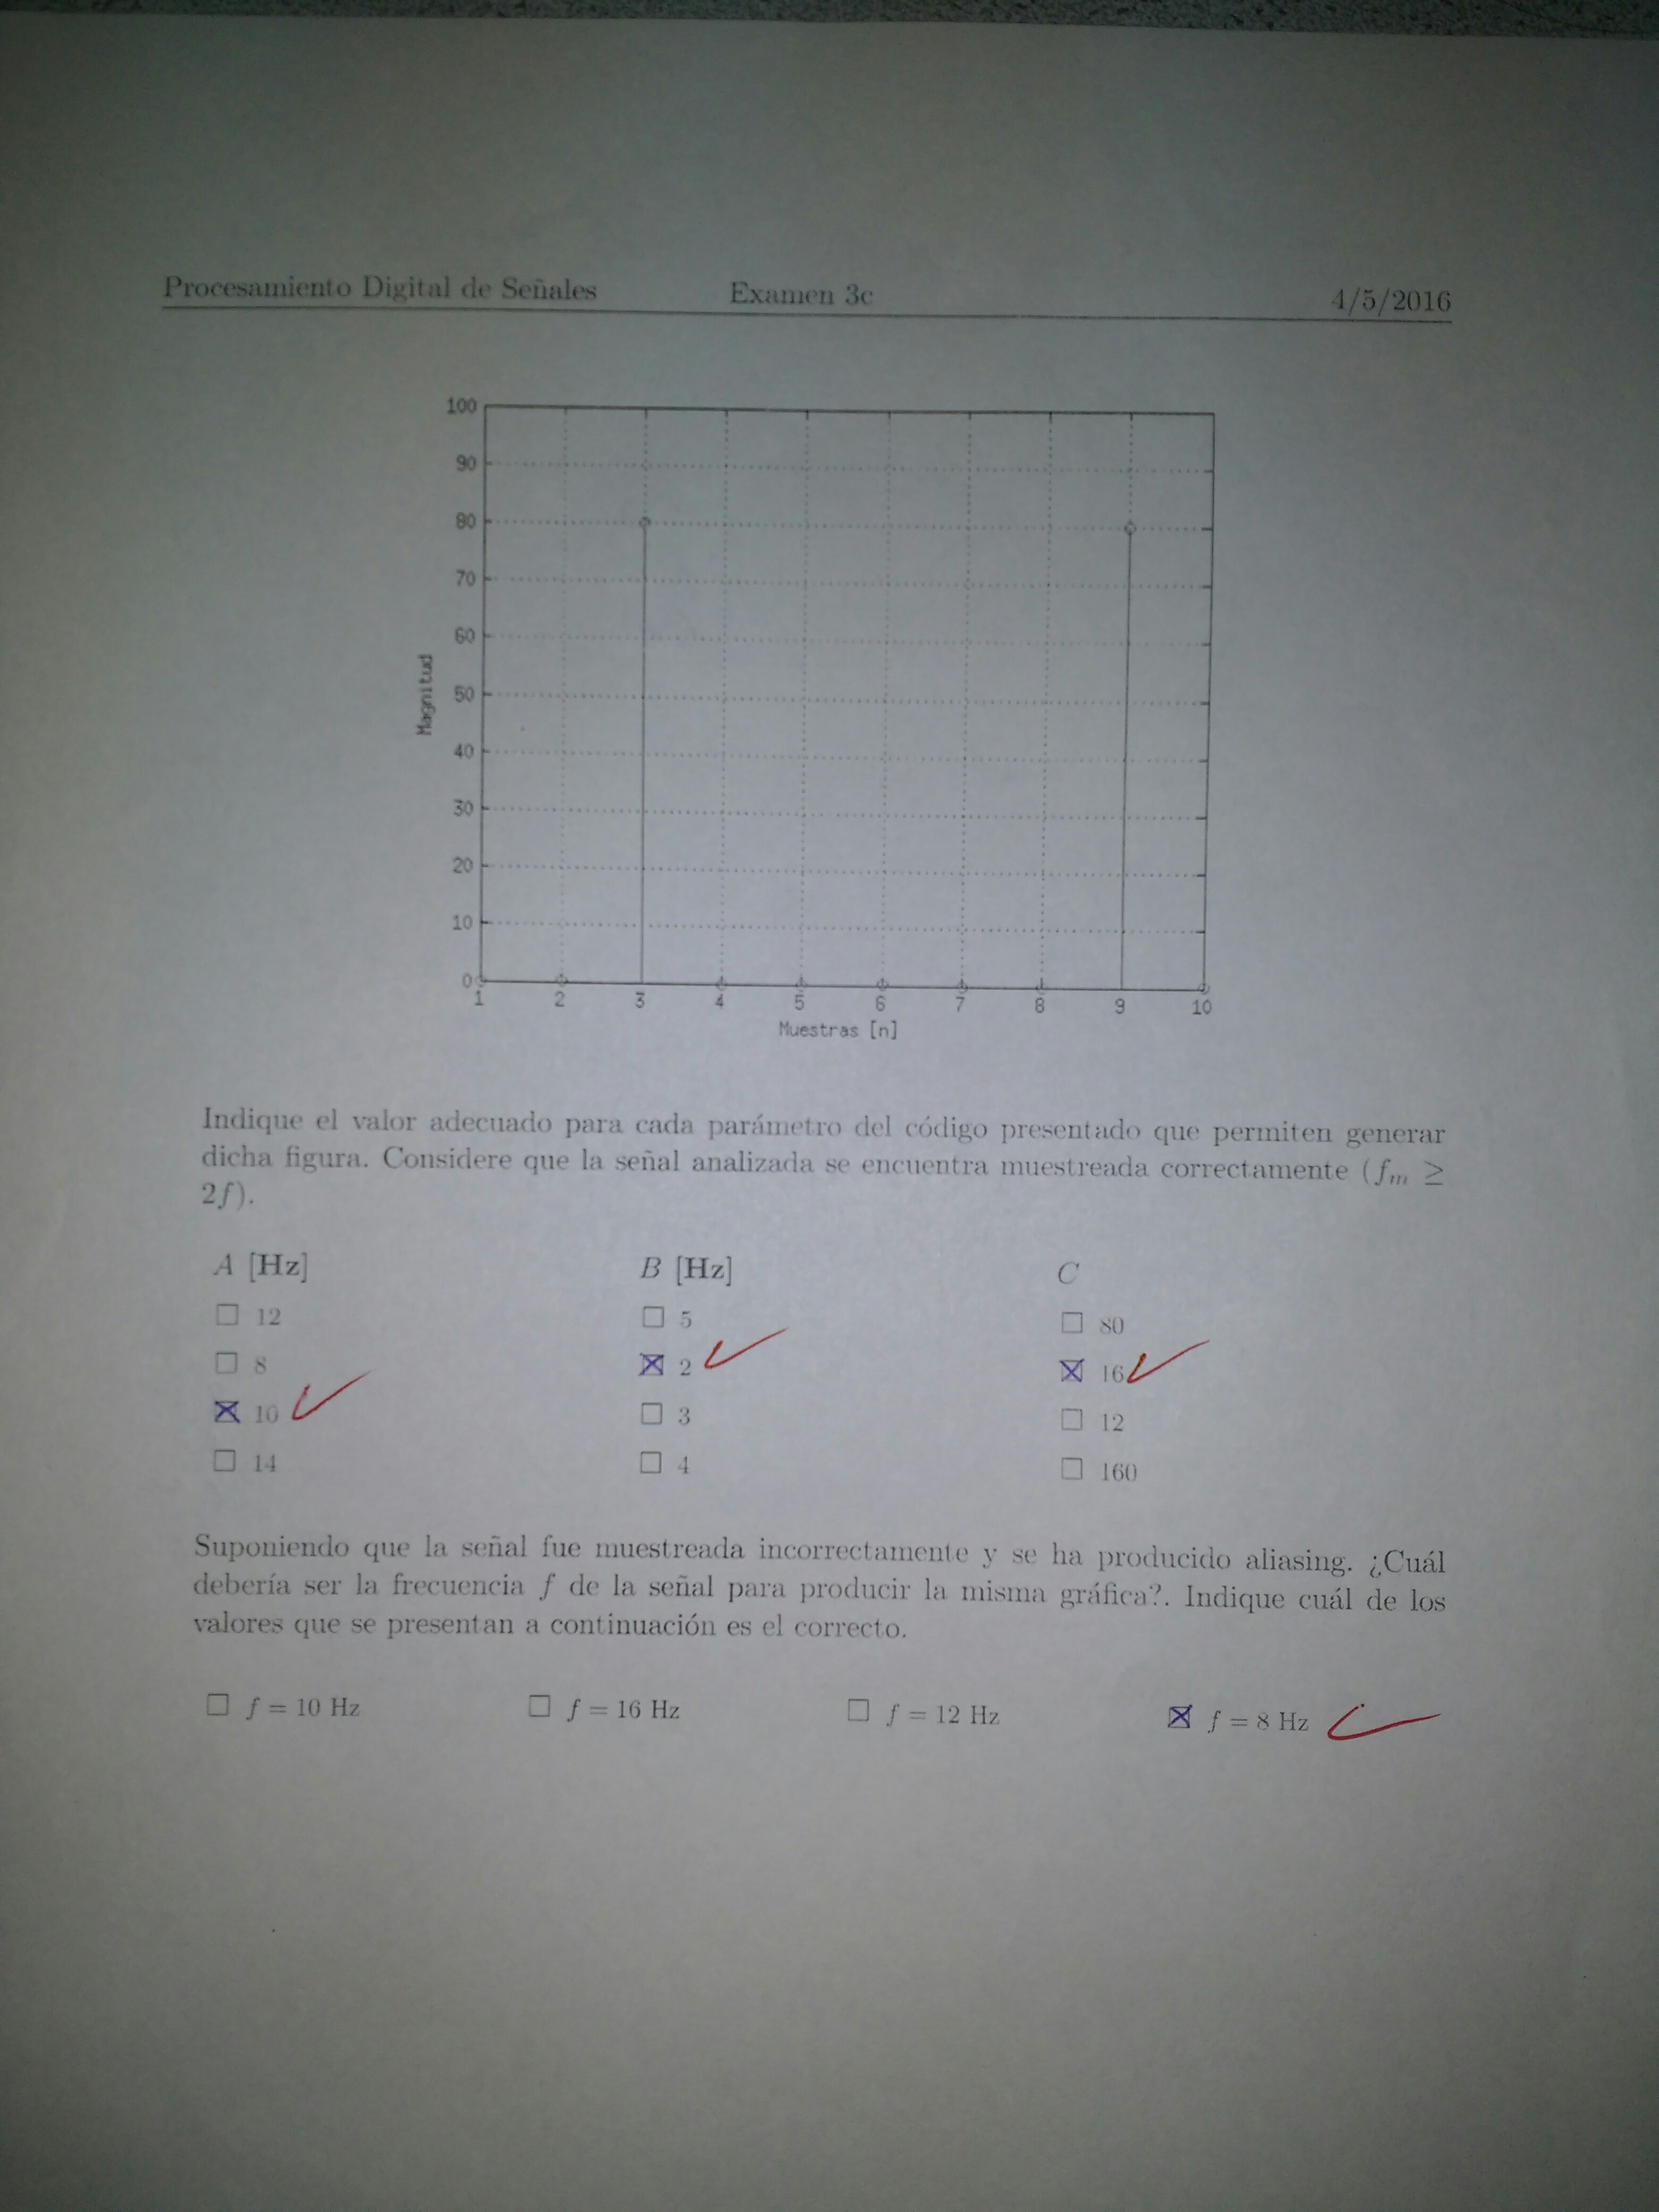 Procesamiento Digital de Señales Examen 3c 4/5/2016
100
90
80
70
60
50
40
30
20
10
0
Magnitud
1 2 3 4 5 6 7 8 9 10
Muestras [n]
Indique el valor adecuado para cada parámetro del código presentado que permiten generar
dicha figura. Considere que la señal analizada se encuentra muestreada correctamente (fm ≥
2f).
A [Hz] B [Hz] C
☐ 12 ☐ 5 ☐ 80
☐ 8 ☒ 2 ✓ ☒ 16 ✓
☒ 10 ✓ ☐ 3 ☐ 12
☐ 14 ☐ 4 ☐ 160
Suponiendo que la señal fue muestreada incorrectamente y se ha producido aliasing. ¿Cuál
debería ser la frecuencia f de la señal para producir la misma gráfica?. Indique cuál de los
valores que se presentan a continuación es el correcto.
☐ f = 10 Hz ☐ f = 16 Hz ☐ f = 12 Hz ☒ f = 8 Hz ✓